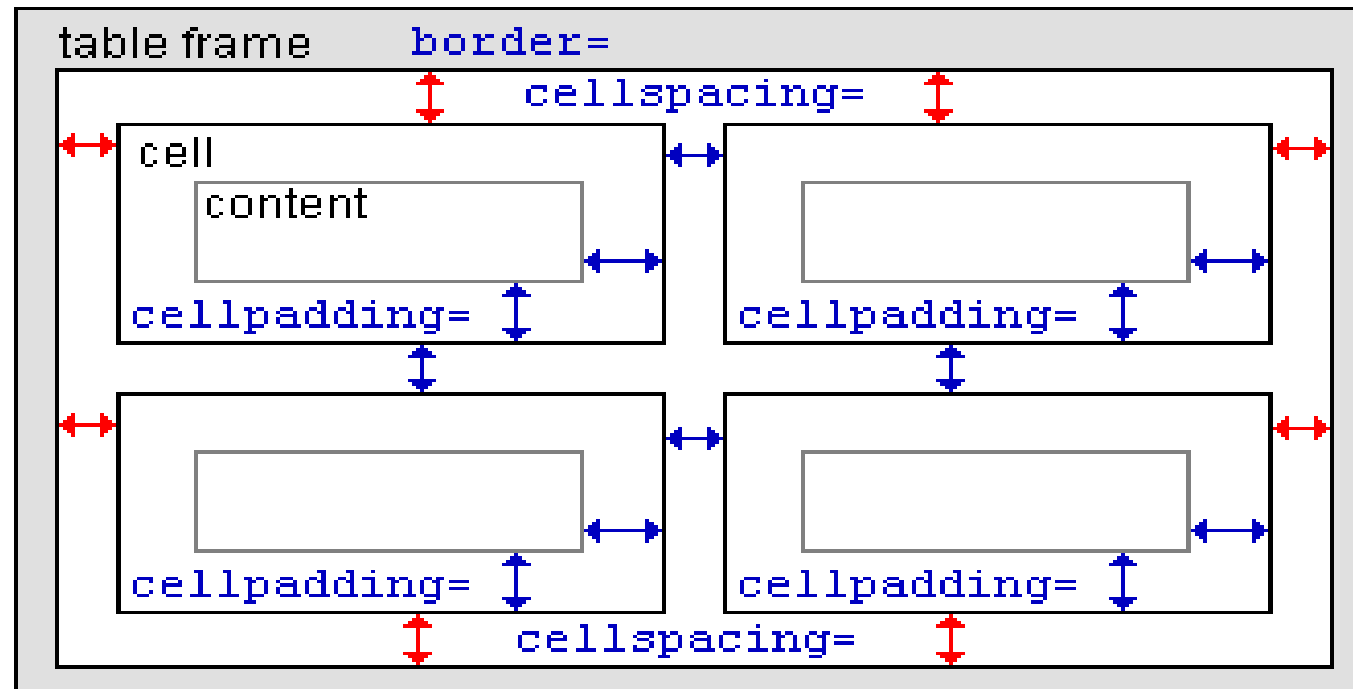 table frame border=
cellspacing=
cell
content
cellpadding= cellpadding=
cellpadding= cellpadding=
cellspacing=